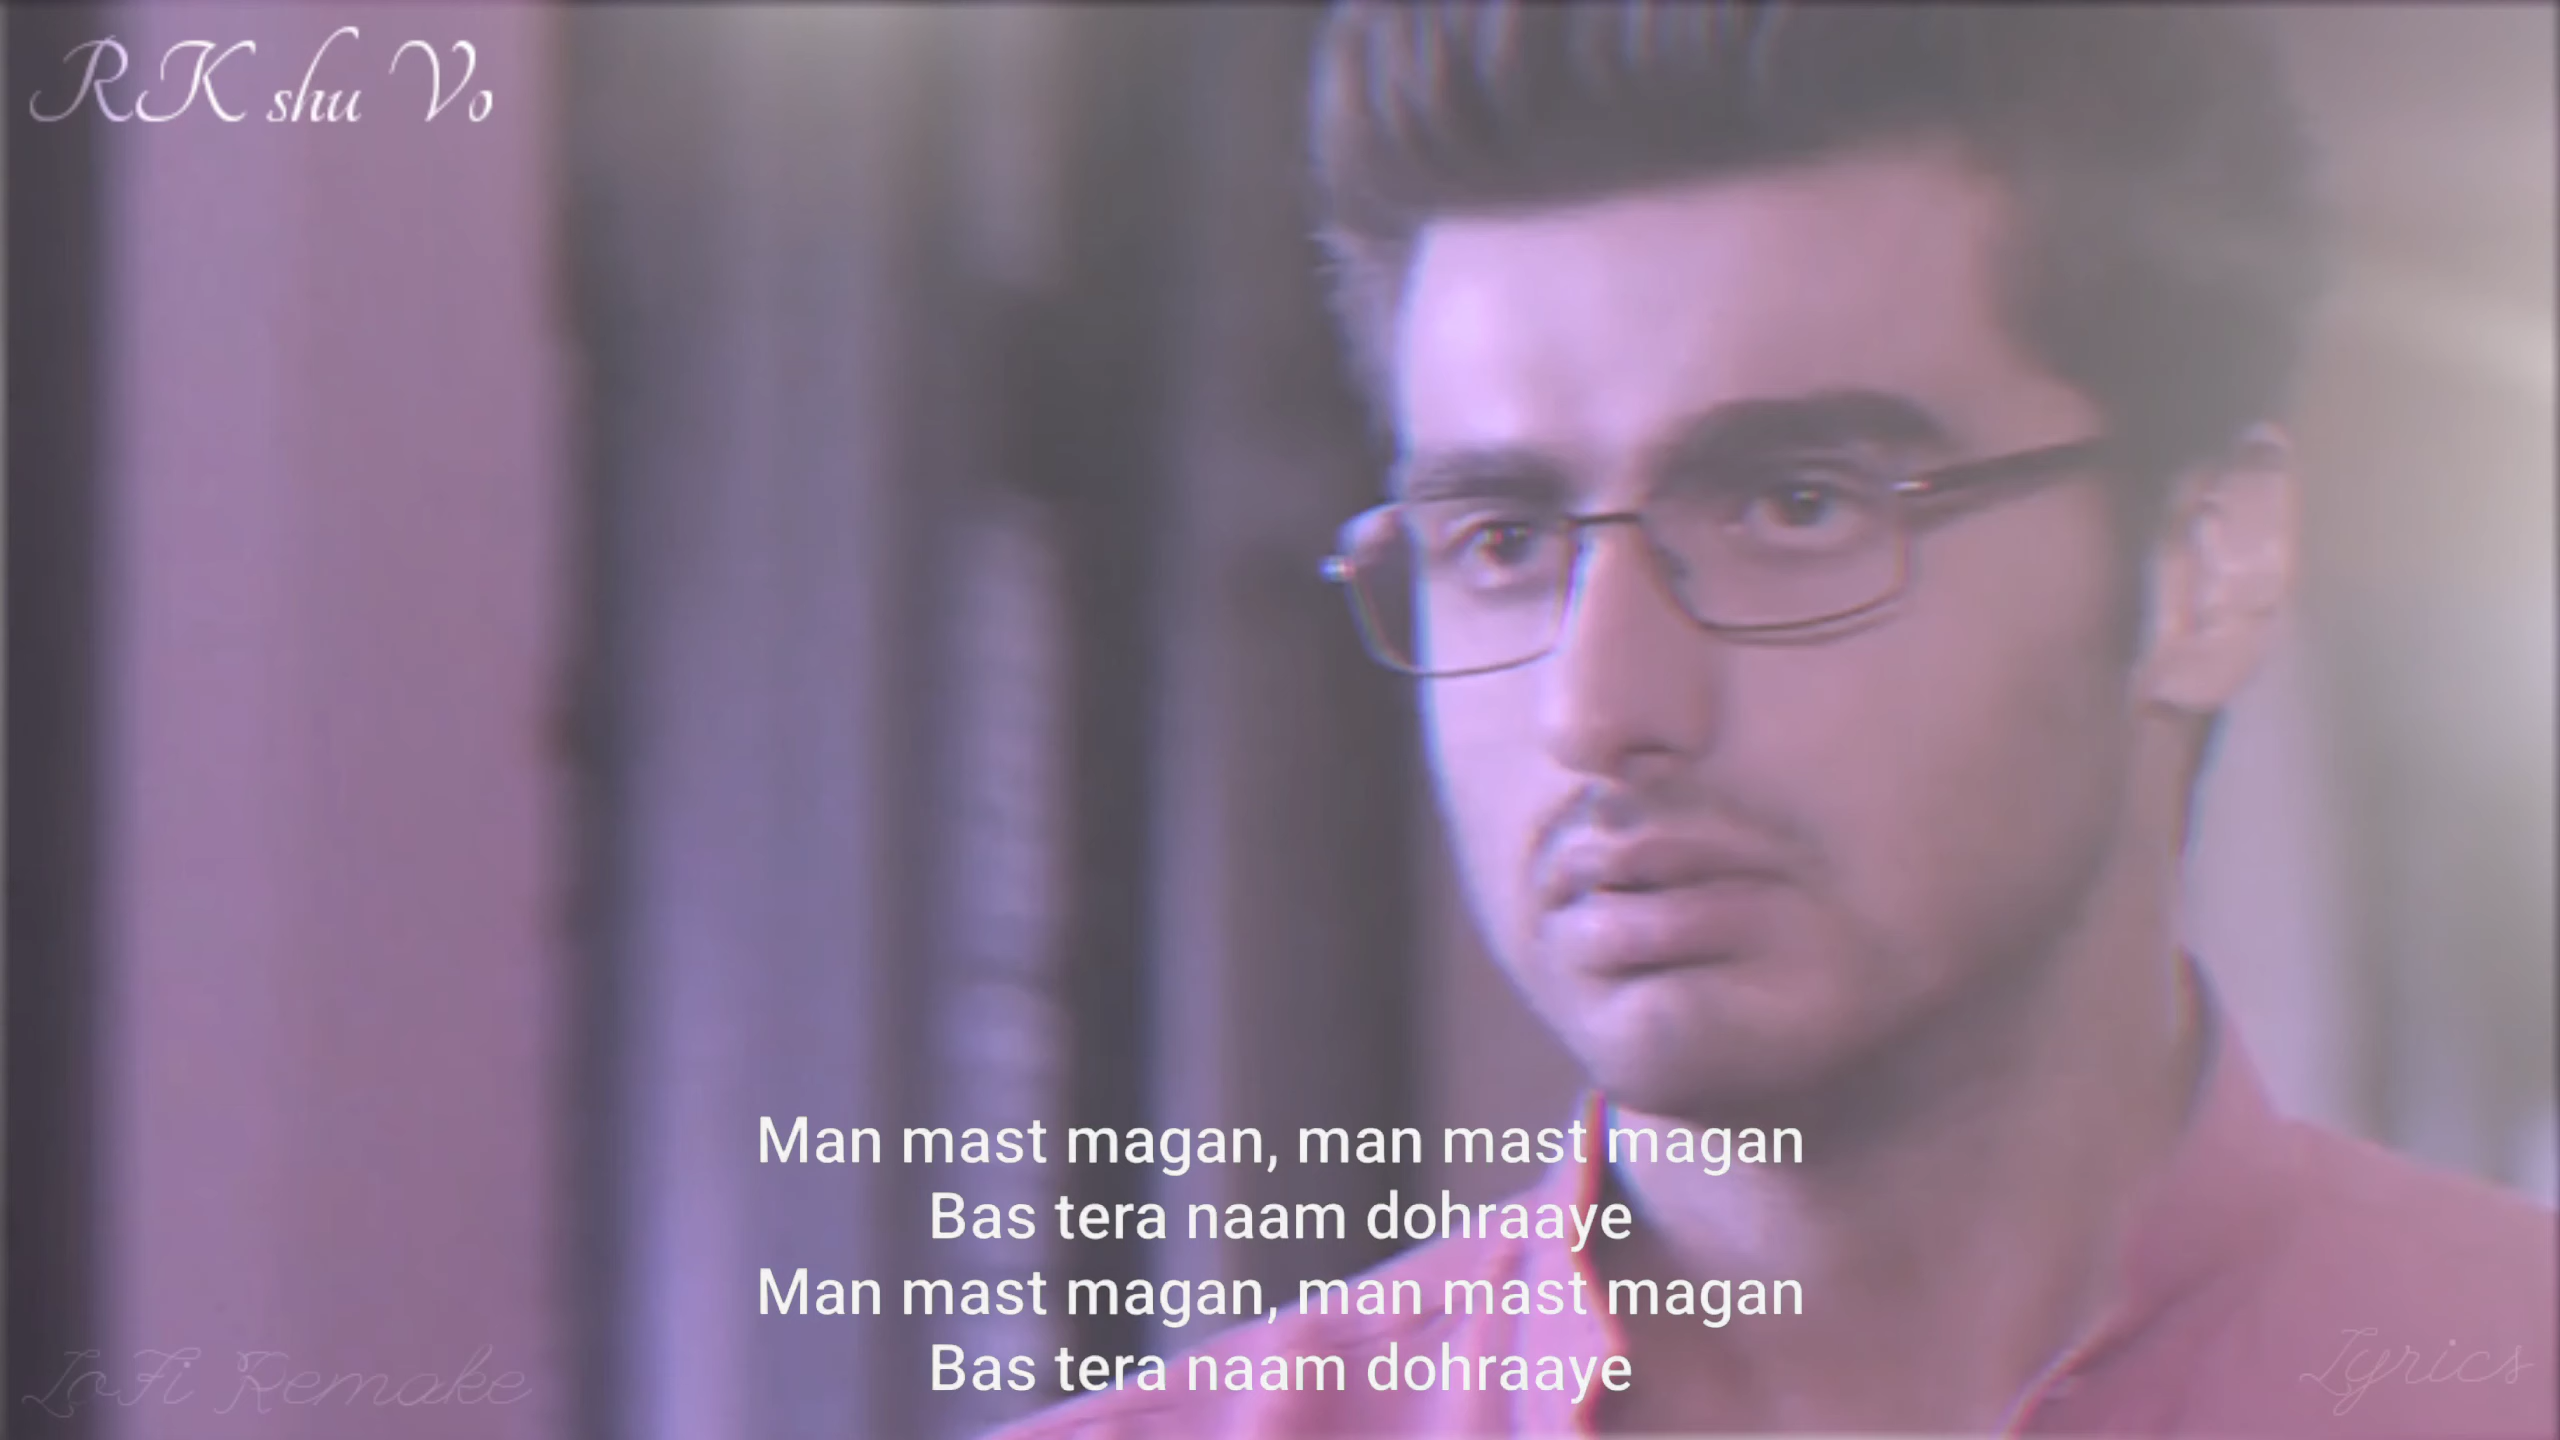 RK shu Vo
Man mast magan, man mast magan
Bas tera naam dohraaye
Man mast magan, man mast magan
Bas tera naam dohraaye
LoFi Remake
Lyrics